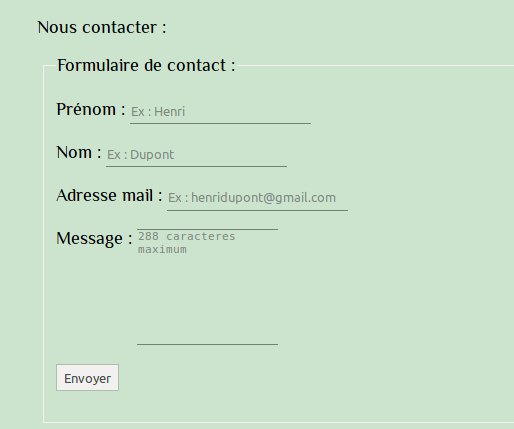 Nous contacter :
Formulaire de contact :
Prénom : Ex : Henri
Nom : Ex : Dupont
Adresse mail : Ex : henridupont@gmail.com
Message : 288 caracteres
maximum
Envoyer